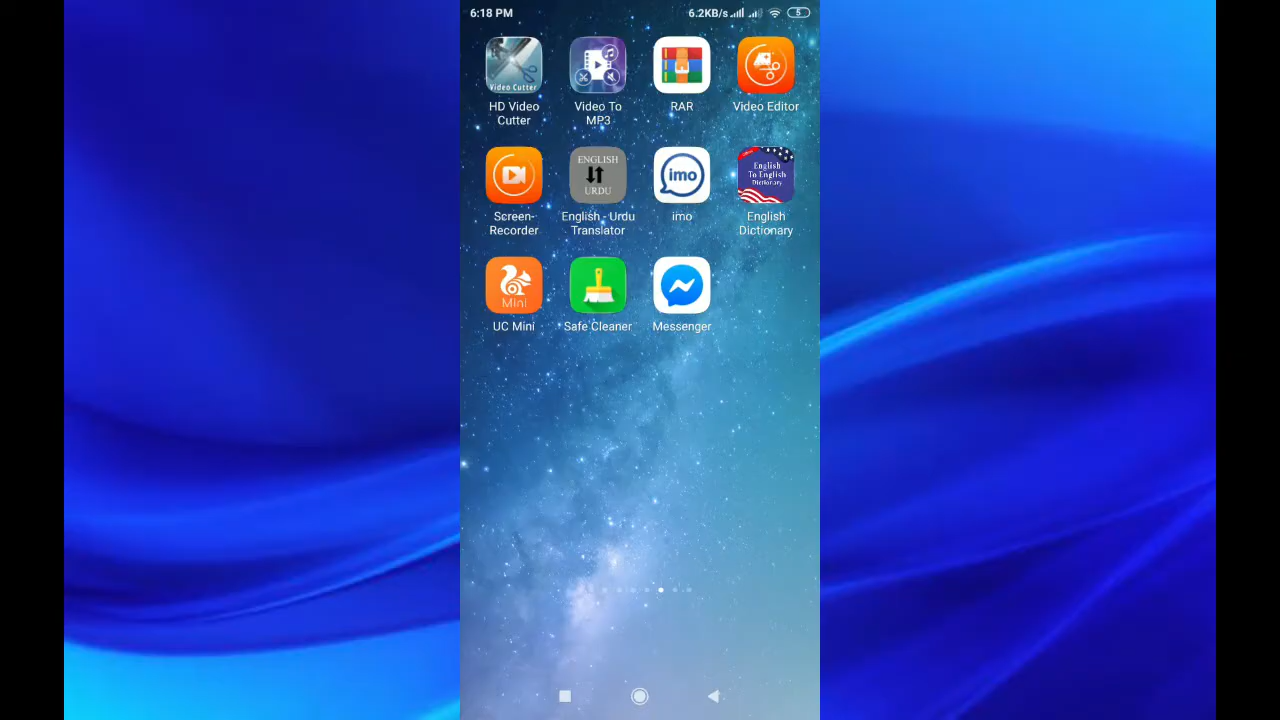 6:18 PM
6.2KB/s
5
Video Cutter
HD Video
Cutter
Video To
MP3
RAR
Video Editor
ENGLISH
URDU
imo
English
To English
Dictionary
Screen-
Recorder
English - Urdu
Translator
imo
English
Dictionary
Mini
UC Mini
Safe Cleaner
Messenger